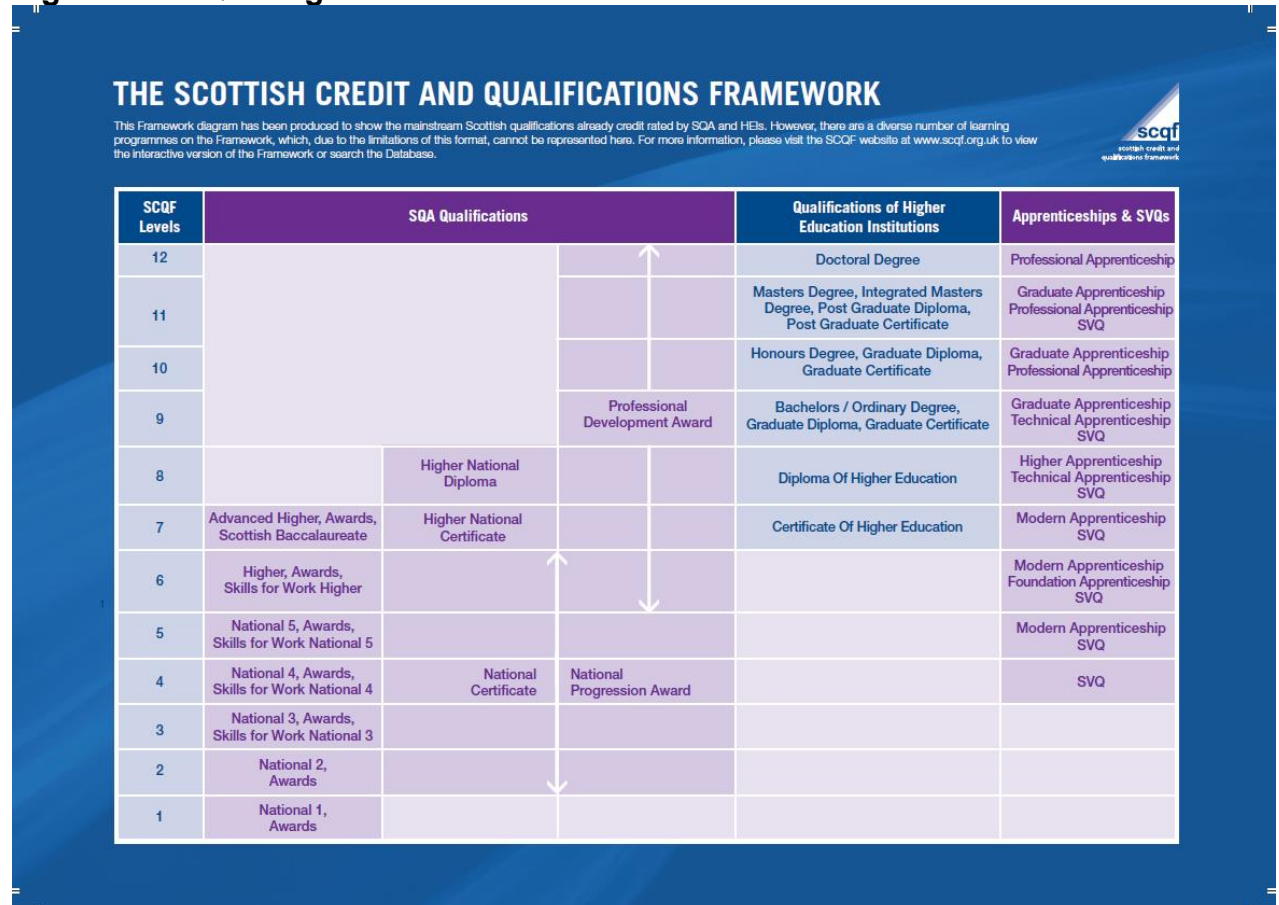 THE SCOTTISH CREDIT AND QUALIFICATIONS FRAMEWORK
This Framework diagram has been produced to show the mainstream Scottish qualifications already credit rated by SQA and HEIs. However, there are a diverse number of learning
programmes on the Framework, which, due to the limitations of this format, cannot be represented here. For more information, please visit the SCQF website at www.scqf.org.uk to view
the interactive version of the Framework or search the Database.
scqf
scottish credit and
qualifications framework
SCQF
Levels
SQA Qualifications
Qualifications of Higher
Education Institutions
Apprenticeships & SVQs
12
Doctoral Degree
Professional Apprenticeship
11
Masters Degree, Integrated Masters
Degree, Post Graduate Diploma,
Post Graduate Certificate
Graduate Apprenticeship
Professional Apprenticeship
SVQ
10
Honours Degree, Graduate Diploma,
Graduate Certificate
Graduate Apprenticeship
Professional Apprenticeship
9
Professional
Development Award
Bachelors / Ordinary Degree,
Graduate Diploma, Graduate Certificate
Graduate Apprenticeship
Technical Apprenticeship
SVQ
8
Higher National
Diploma
Diploma Of Higher Education
Higher Apprenticeship
Technical Apprenticeship
SVQ
7
Advanced Higher, Awards,
Scottish Baccalaureate
Higher National
Certificate
Certificate Of Higher Education
Modern Apprenticeship
SVQ
6
Higher, Awards,
Skills for Work Higher
Modern Apprenticeship
Foundation Apprenticeship
SVQ
1
5
National 5, Awards,
Skills for Work National 5
Modern Apprenticeship
SVQ
4
National 4, Awards,
Skills for Work National 4
National
Certificate
National
Progression Award
SVQ
3
National 3, Awards,
Skills for Work National 3
2
National 2,
Awards
1
National 1,
Awards